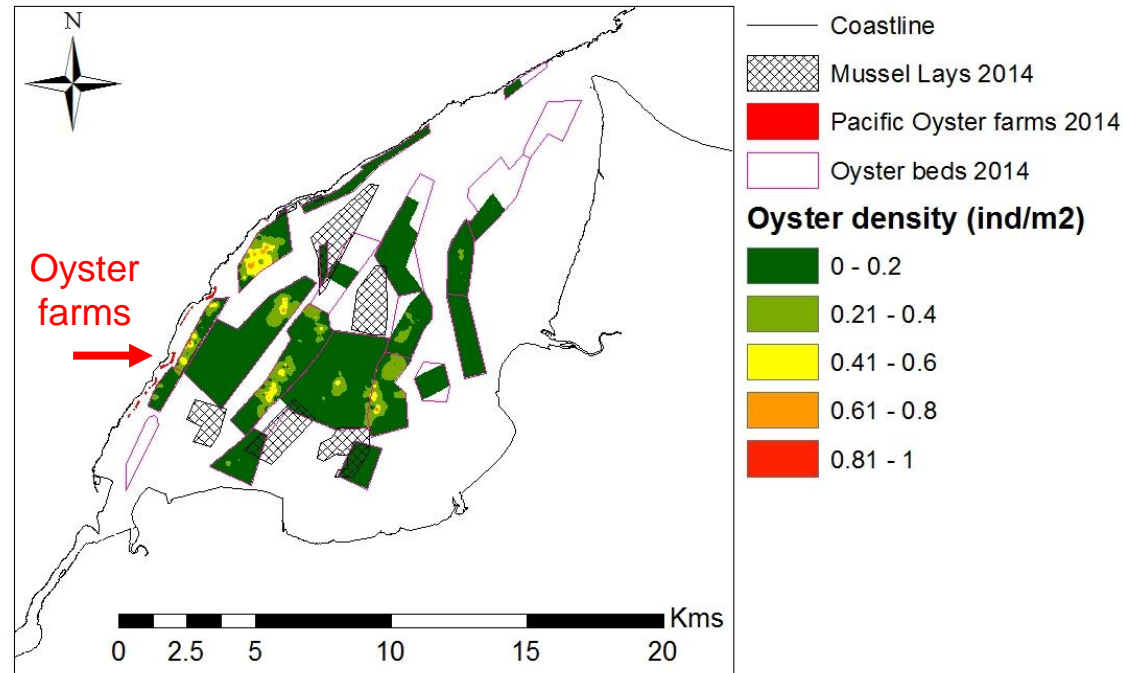 N
Oyster
farms
Kms
0 2.5 5 10 15 20
Coastline
Mussel Lays 2014
Pacific Oyster farms 2014
Oyster beds 2014
Oyster density (ind/m2)
0 - 0.2
0.21 - 0.4
0.41 - 0.6
0.61 - 0.8
0.81 - 1